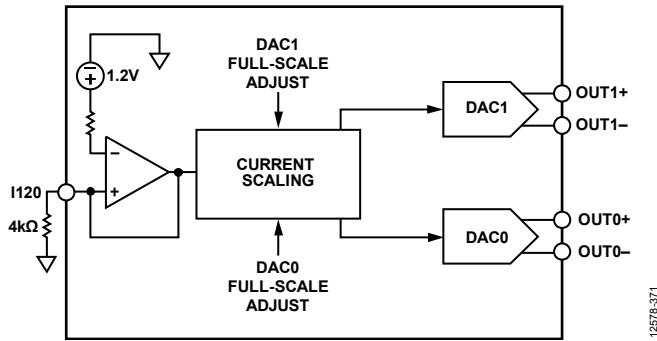 DAC1
FULL-SCALE
ADJUST
−
+
1.2V
DAC1
OUT1+
OUT1–
−
+
CURRENT
SCALING
I120
4kΩ
DAC0
OUT0+
OUT0–
DAC0
FULL-SCALE
ADJUST
12578-371